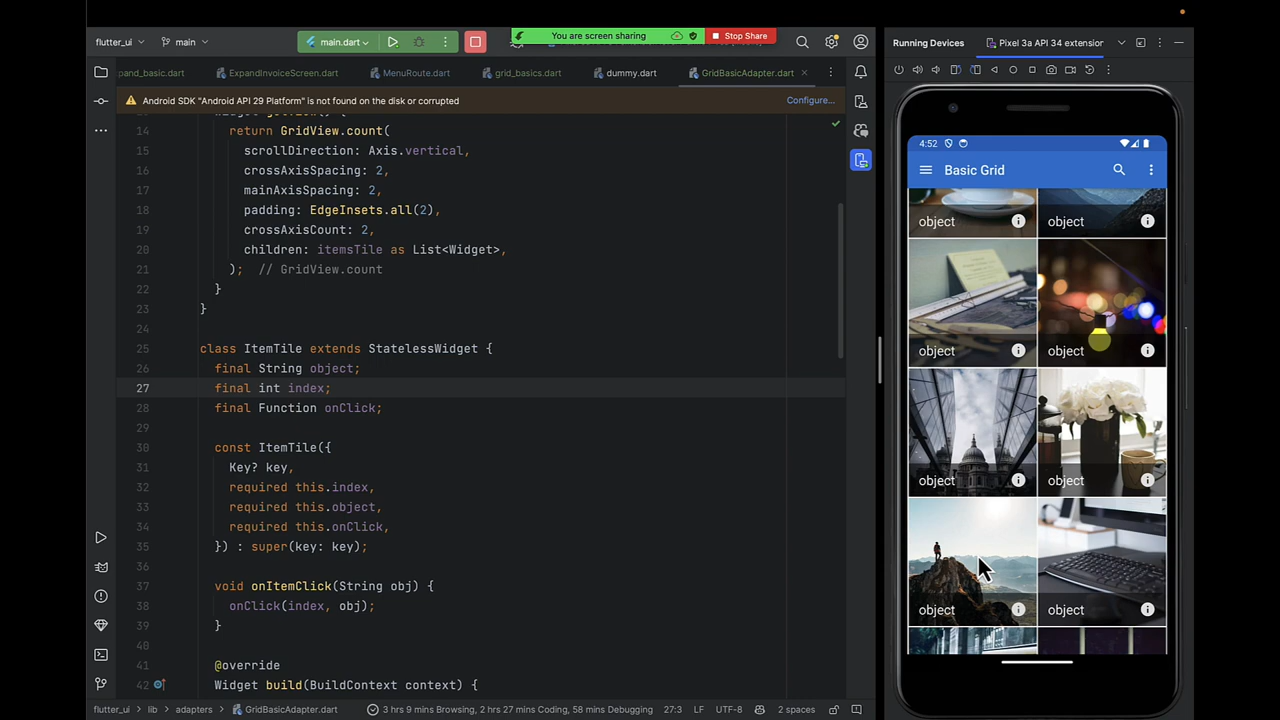 flutter_ui
main
main.dart
You are screen sharing
Stop Share
Running Devices
Pixel 3a API 34 extension
pand_basic.dart
ExpandInvoiceScreen.dart
MenuRoute.dart
grid_basics.dart
dummy.dart
GridBasicAdapter.dart
Android SDK "Android API 29 Platform" is not found on the disk or corrupted
Configure...
14 return GridView.count(
15 scrollDirection: Axis.vertical,
16 crossAxisSpacing: 2,
17 mainAxisSpacing: 2,
18 padding: EdgeInsets.all(2),
19 crossAxisCount: 2,
20 children: itemsTile as List<Widget>,
21 ); // GridView.count
22 }
23 }
24
25 class ItemTile extends StatelessWidget {
26 final String object;
27 final int index;
28 final Function onClick;
29
30 const ItemTile({
31 Key? key,
32 required this.index,
33 required this.object,
34 required this.onClick,
35 }) : super(key: key);
36
37 void onItemClick(String obj) {
38 onClick(index, obj);
39 }
40
41 @override
42 Widget build(BuildContext context) {
flutter_ui > lib > adapters > GridBasicAdapter.dart
3 hrs 9 mins Browsing, 2 hrs 27 mins Coding, 58 mins Debugging
27:3
LF
UTF-8
2 spaces
4:52
Basic Grid
object
object
object
object
object
object
object
object